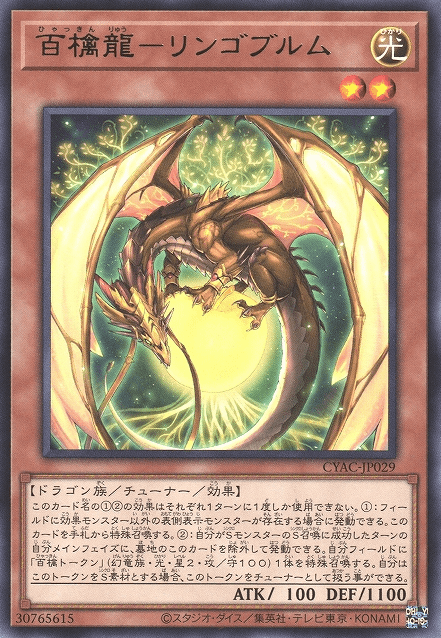 百檎龍－リンゴブルム
ひゃっきんりゅう
光
ひかり
CYAC-JP029
【ドラゴン族／チューナー／効果】
このカード名の①②の効果はそれぞれ1ターンに1度しか使用できない。①：フィ
ールドに効果モンスター以外の表側表示モンスターが存在する場合に発動できる。この
カードを手札から特殊召喚する。②：自分がSモンスターのS召喚に成功したターンの
自分メインフェイズに、墓地のこのカードを除外して発動できる。自分フィールドに
「百檎トークン」(幻竜族・光・星2・攻／守100)1体を特殊召喚する。自分は
このトークンをS素材とする場合、このトークンをチューナーとして扱う事ができる。
ATK/ 100 DEF/1100
30765615
©スタジオ・ダイス／集英社・テレビ東京・KONAMI